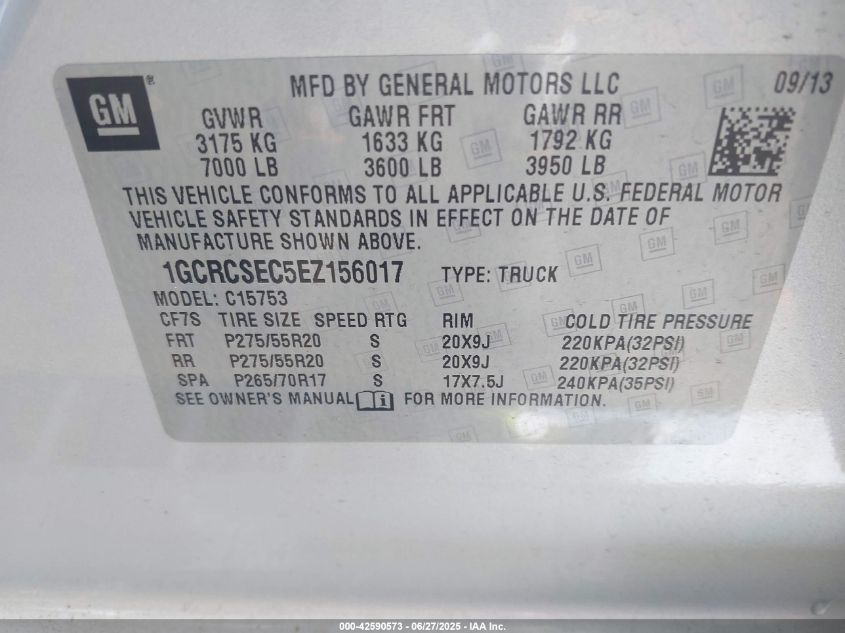 GM ® MFD BY GENERAL MOTORS LLC 09/13
GVWR GAWR FRT GAWR RR
3175 KG 1633 KG 1792 KG
7000 LB 3600 LB 3950 LB
THIS VEHICLE CONFORMS TO ALL APPLICABLE U.S. FEDERAL MOTOR
VEHICLE SAFETY STANDARDS IN EFFECT ON THE DATE OF
MANUFACTURE SHOWN ABOVE.
1GCRCSEC5EZ156017 TYPE: TRUCK
MODEL: C15753
CF7S TIRE SIZE SPEED RTG RIM COLD TIRE PRESSURE
FRT P275/55R20 S 20X9J 220KPA(32PSI)
RR P275/55R20 S 20X9J 220KPA(32PSI)
SPA P265/70R17 S 17X7.5J 240KPA(35PSI)
SEE OWNER'S MANUAL i FOR MORE INFORMATION.
000-42590573 - 06/27/2025 - IAA Inc.